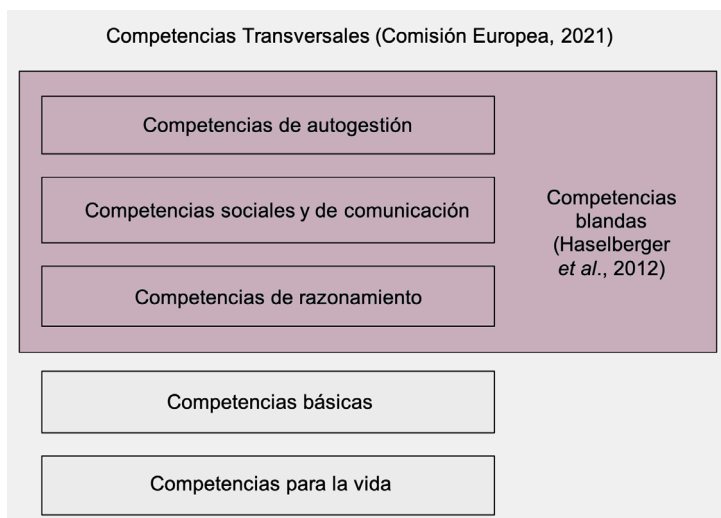 Competencias Transversales (Comisión Europea, 2021)
Competencias de autogestión
Competencias sociales y de comunicación
Competencias de razonamiento
Competencias
blandas
(Haselberger
et al., 2012)
Competencias básicas
Competencias para la vida